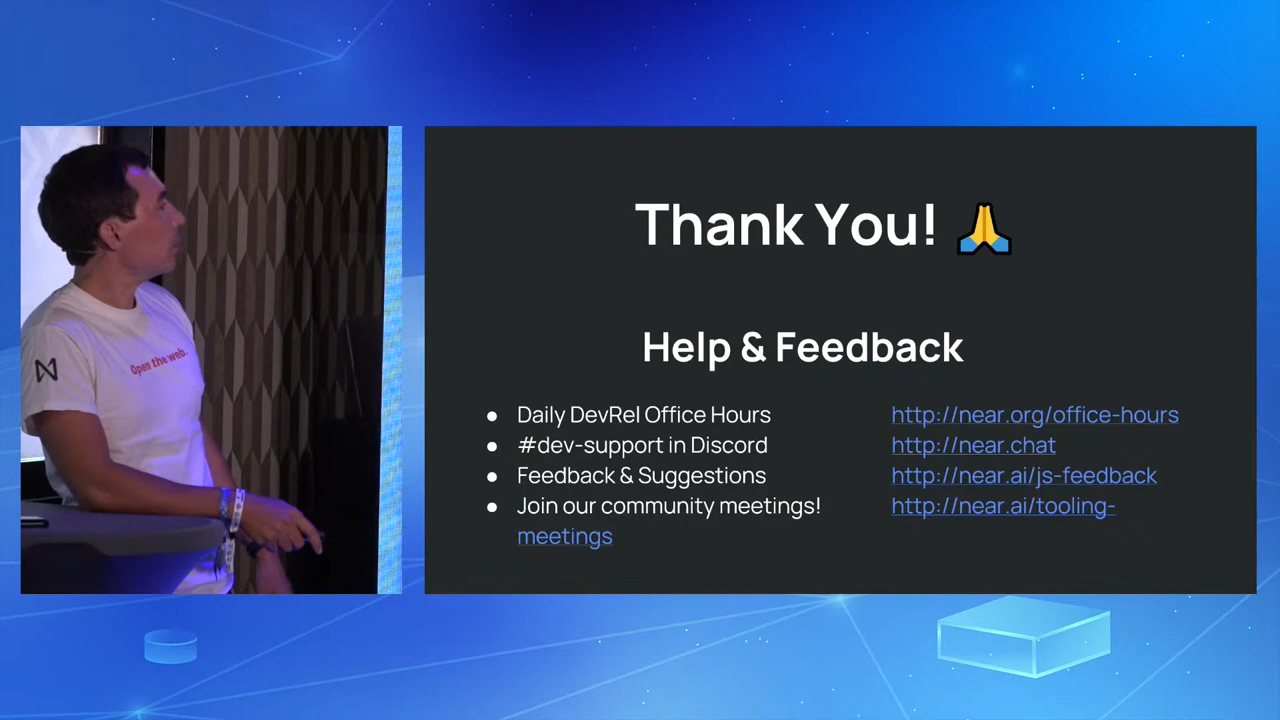 Thank You! 🙏
Help & Feedback
● Daily DevRel Office Hours http://near.org/office-hours
● #dev-support in Discord http://near.chat
● Feedback & Suggestions http://near.ai/js-feedback
● Join our community meetings! http://near.ai/tooling-
meetings
Open the web.